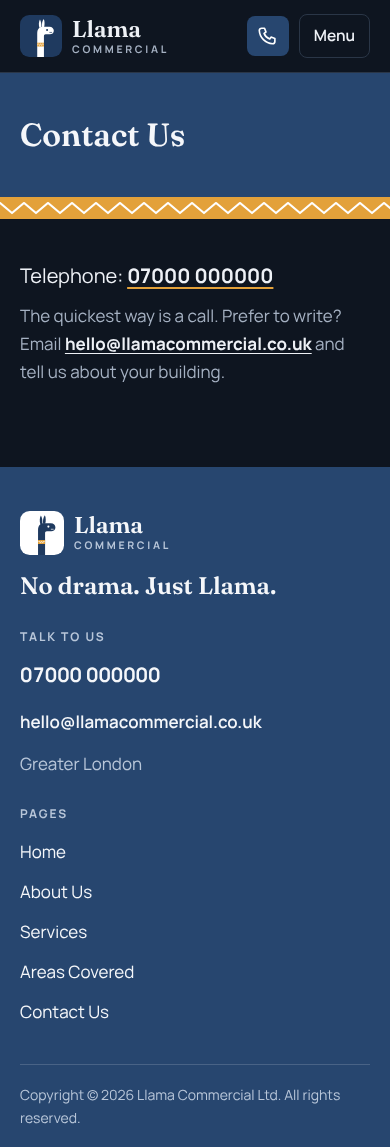 Llama
COMMERCIAL
Menu
Contact Us
Telephone: 07000 000000
The quickest way is a call. Prefer to write?
Email hello@llamacommercial.co.uk and
tell us about your building.
Llama
COMMERCIAL
No drama. Just Llama.
TALK TO US
07000 000000
hello@llamacommercial.co.uk
Greater London
PAGES
Home
About Us
Services
Areas Covered
Contact Us
Copyright © 2026 Llama Commercial Ltd. All rights
reserved.